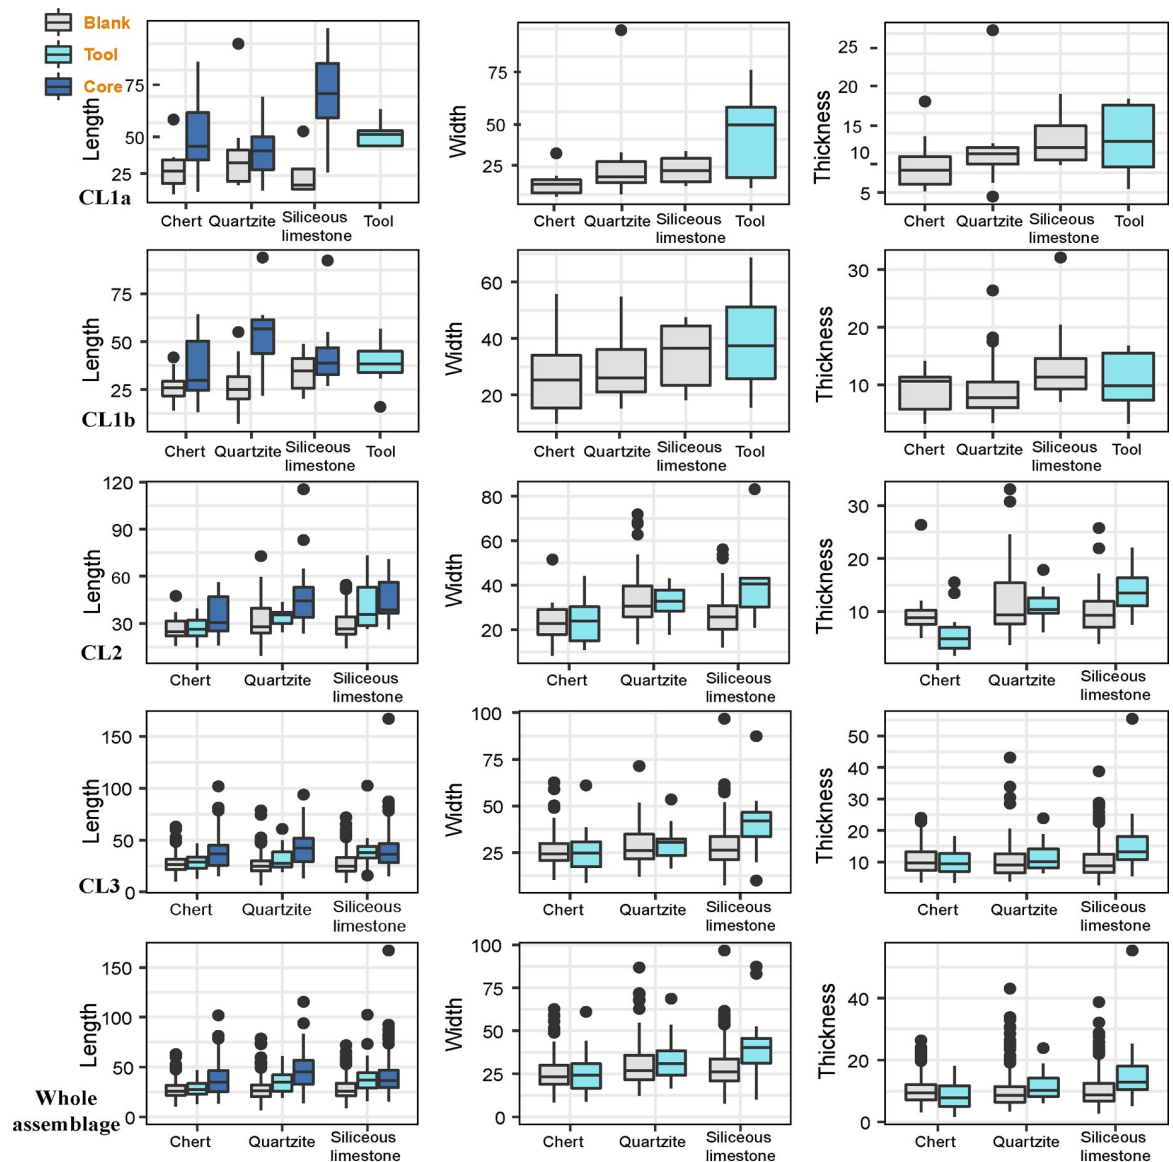 Blank
Tool
Core
Length
75
50
25
CL1a
Chert
Quartzite
Siliceous
limestone
Tool
Width
75
50
25
Chert
Quartzite
Siliceous
limestone
Tool
Thickness
25
20
15
10
5
Chert
Quartzite
Siliceous
limestone
Tool
Length
75
50
25
CL1b
Chert
Quartzite
Siliceous
limestone
Tool
Width
60
40
20
Chert
Quartzite
Siliceous
limestone
Tool
Thickness
30
20
10
Chert
Quartzite
Siliceous
limestone
Tool
Length
120
90
60
30
CL2
Chert
Quartzite
Siliceous
limestone
Width
80
60
40
20
Chert
Quartzite
Siliceous
limestone
Thickness
30
20
10
Chert
Quartzite
Siliceous
limestone
Length
150
100
50
0
CL3
Chert
Quartzite
Siliceous
limestone
Width
100
75
50
25
Chert
Quartzite
Siliceous
limestone
Thickness
50
40
30
20
10
Chert
Quartzite
Siliceous
limestone
Length
150
100
50
0
Whole
assemblage
Chert
Quartzite
Siliceous
limestone
Width
100
75
50
25
0
Chert
Quartzite
Siliceous
limestone
Thickness
40
20
0
Chert
Quartzite
Siliceous
limestone